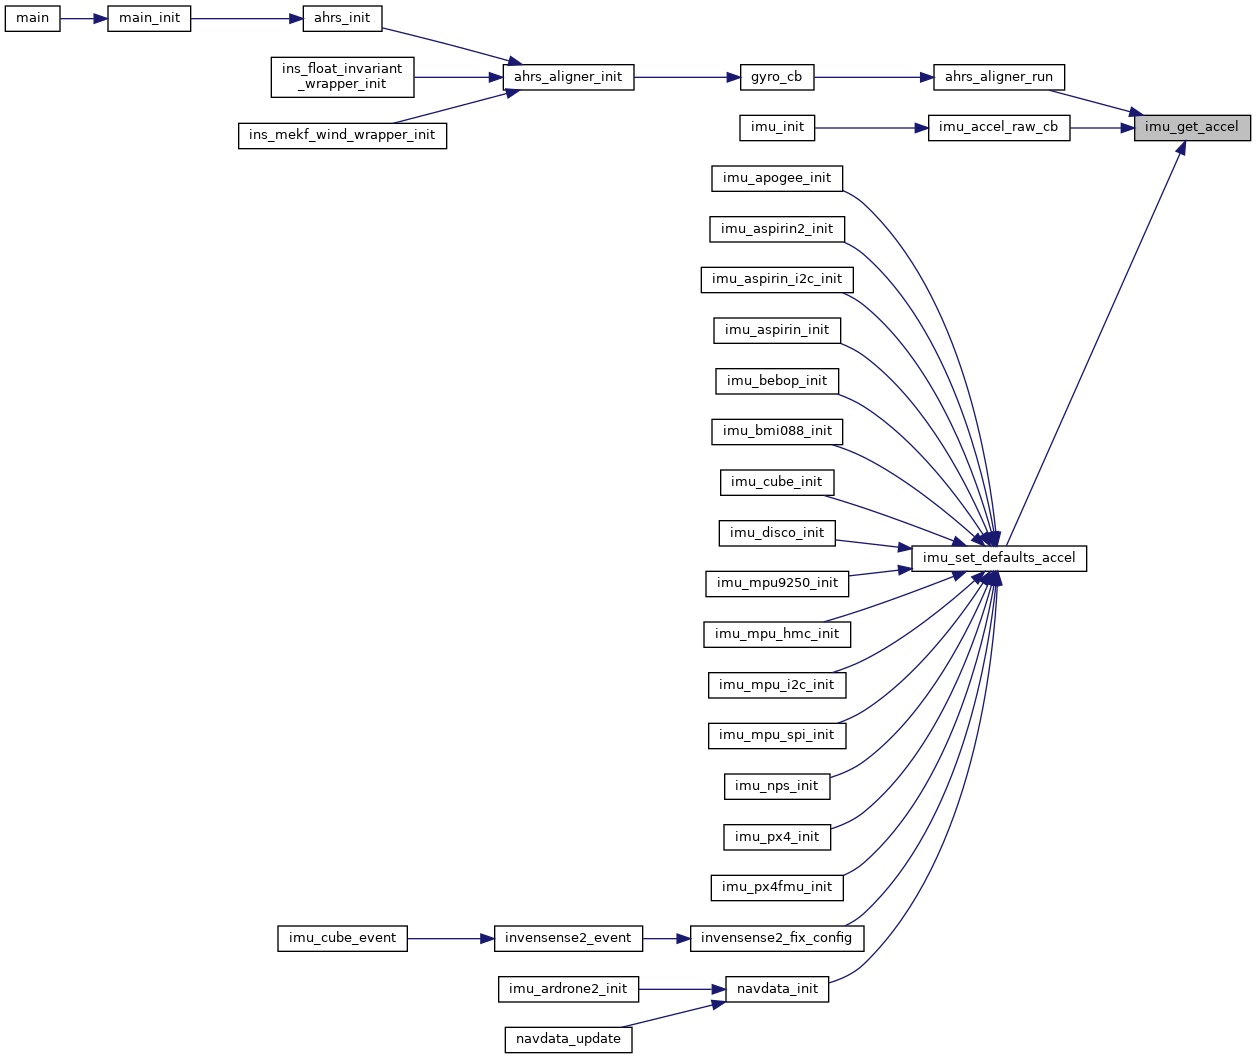 main
main_init
ahrs_init
ins_float_invariant
_wrapper_init
ahrs_aligner_init
gyro_cb
ahrs_aligner_run
ins_mekf_wind_wrapper_init
imu_init
imu_accel_raw_cb
imu_get_accel
imu_apogee_init
imu_aspirin2_init
imu_aspirin_i2c_init
imu_aspirin_init
imu_bebop_init
imu_bmi088_init
imu_cube_init
imu_disco_init
imu_set_defaults_accel
imu_mpu9250_init
imu_mpu_hmc_init
imu_mpu_i2c_init
imu_mpu_spi_init
imu_nps_init
imu_px4_init
imu_px4fmu_init
imu_cube_event
invensense2_event
invensense2_fix_config
imu_ardrone2_init
navdata_init
navdata_update